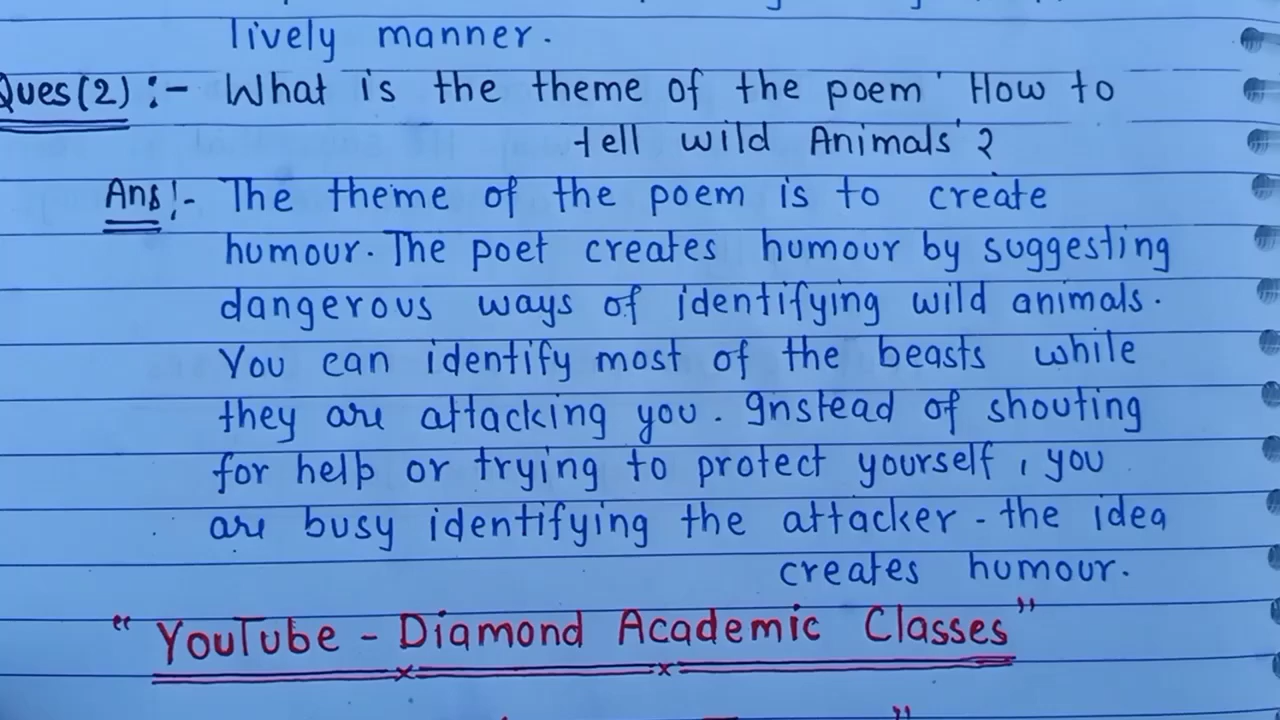 lively manner.
Ques(2) :- What is the theme of the poem 'How to
tell wild Animals'?
Ans :- The theme of the poem is to create
humour. The poet creates humour by suggesting
dangerous ways of identifying wild animals.
You can identify most of the beasts while
they are attacking you. Instead of shouting
for help or trying to protect yourself, you
are busy identifying the attacker - the idea
creates humour.
"YouTube - Diamond Academic Classes"